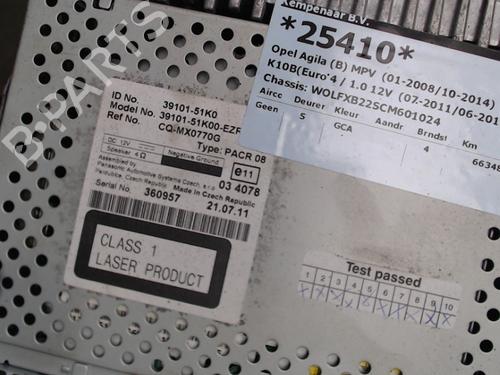 Kempenaar B.V.
*25410*
Opel Agila (B) MPV (01-2008/10-2014)
K10B(Euro'4 / 1.0 12V (07-2011/06-201
Chassis: WOLFXB22SCM601024
Airc Deurer Kleur Aandr Brndst Km
Geen 5 GCA 4 66348
B-PARTS
ID No. 39101-51K0
Model No. 39101-51K00-EZR
Ref No. CQ-MX0770G
Type: PACR 08
DC 12V Negative Ground
Speaker 4Ω
e11
03 4078
Panasonic Automotive Systems Czech, s.r.o.
Pardubice, Czech Republic Made in Czech Republic
Serial No. 360957 21.07.11
CLASS 1
LASER PRODUCT
Test passed
1 2 3 4 5 6 7 8 9 10